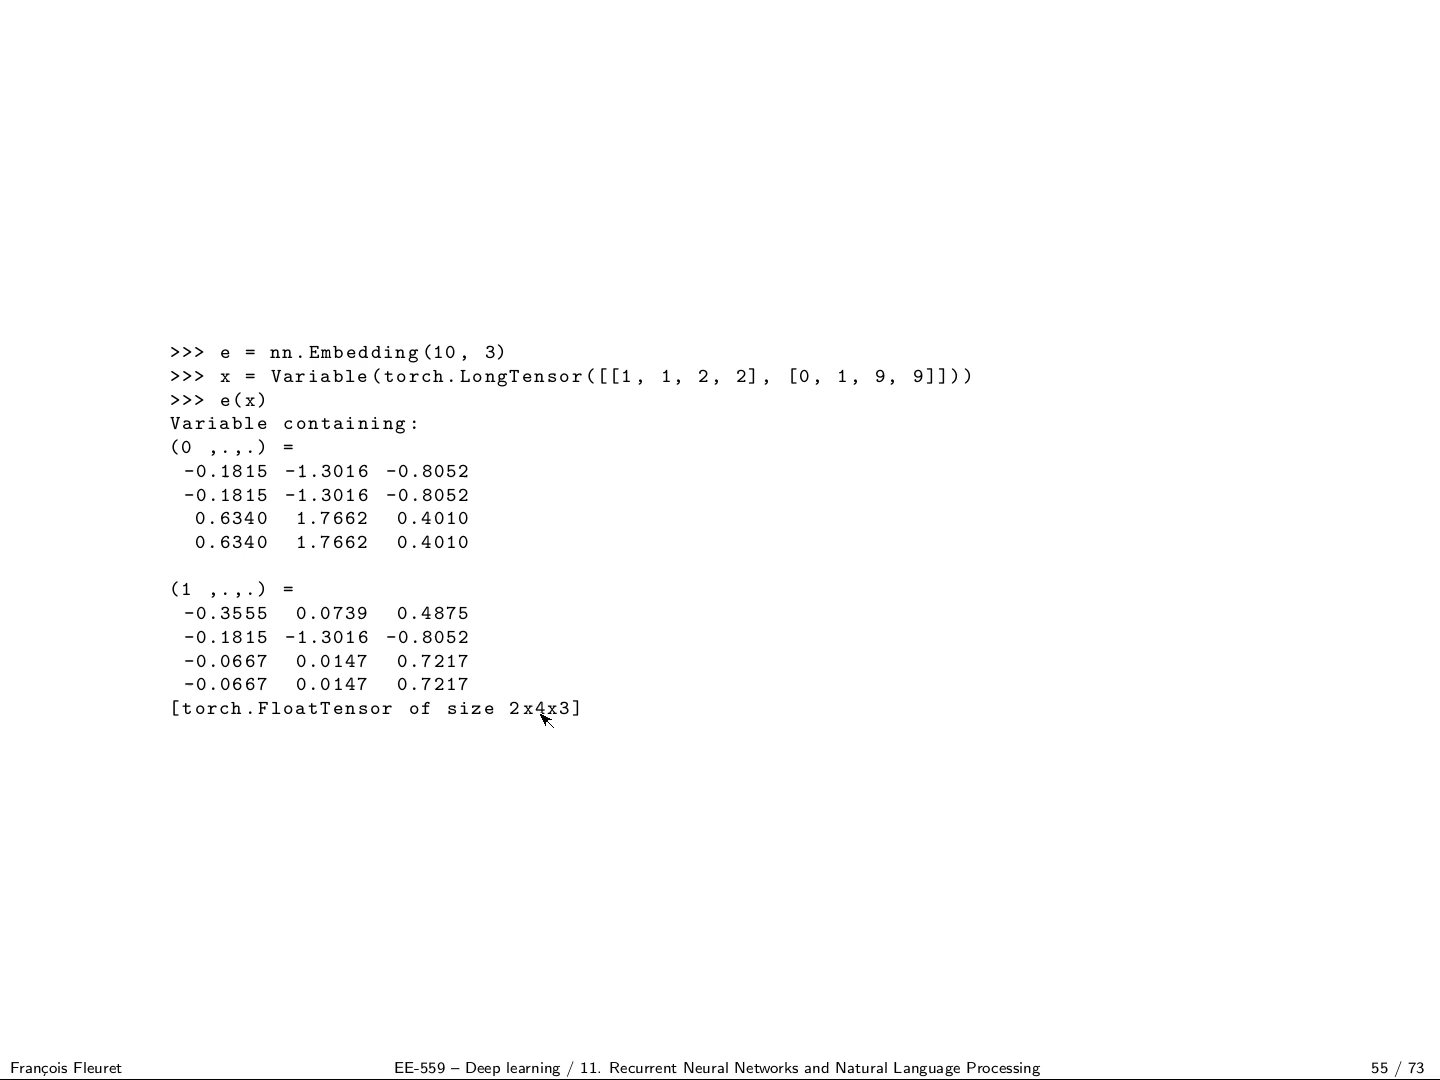 >>> e = nn.Embedding(10, 3)
>>> x = Variable(torch.LongTensor([[1, 1, 2, 2], [0, 1, 9, 9]]))
>>> e(x)
Variable containing:
(0 ,.,.) =
 -0.1815 -1.3016 -0.8052
 -0.1815 -1.3016 -0.8052
  0.6340  1.7662  0.4010
  0.6340  1.7662  0.4010

(1 ,.,.) =
 -0.3555  0.0739  0.4875
 -0.1815 -1.3016 -0.8052
 -0.0667  0.0147  0.7217
 -0.0667  0.0147  0.7217
[torch.FloatTensor of size 2x4x3]
François Fleuret EE-559 – Deep learning / 11. Recurrent Neural Networks and Natural Language Processing 55 / 73